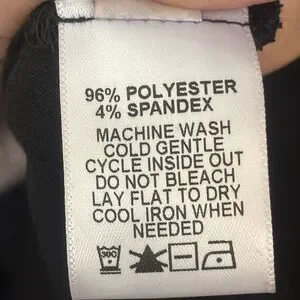 96% POLYESTER
4% SPANDEX
MACHINE WASH
COLD GENTLE
CYCLE INSIDE OUT
DO NOT BLEACH
LAY FLAT TO DRY
COOL IRON WHEN
NEEDED
30C